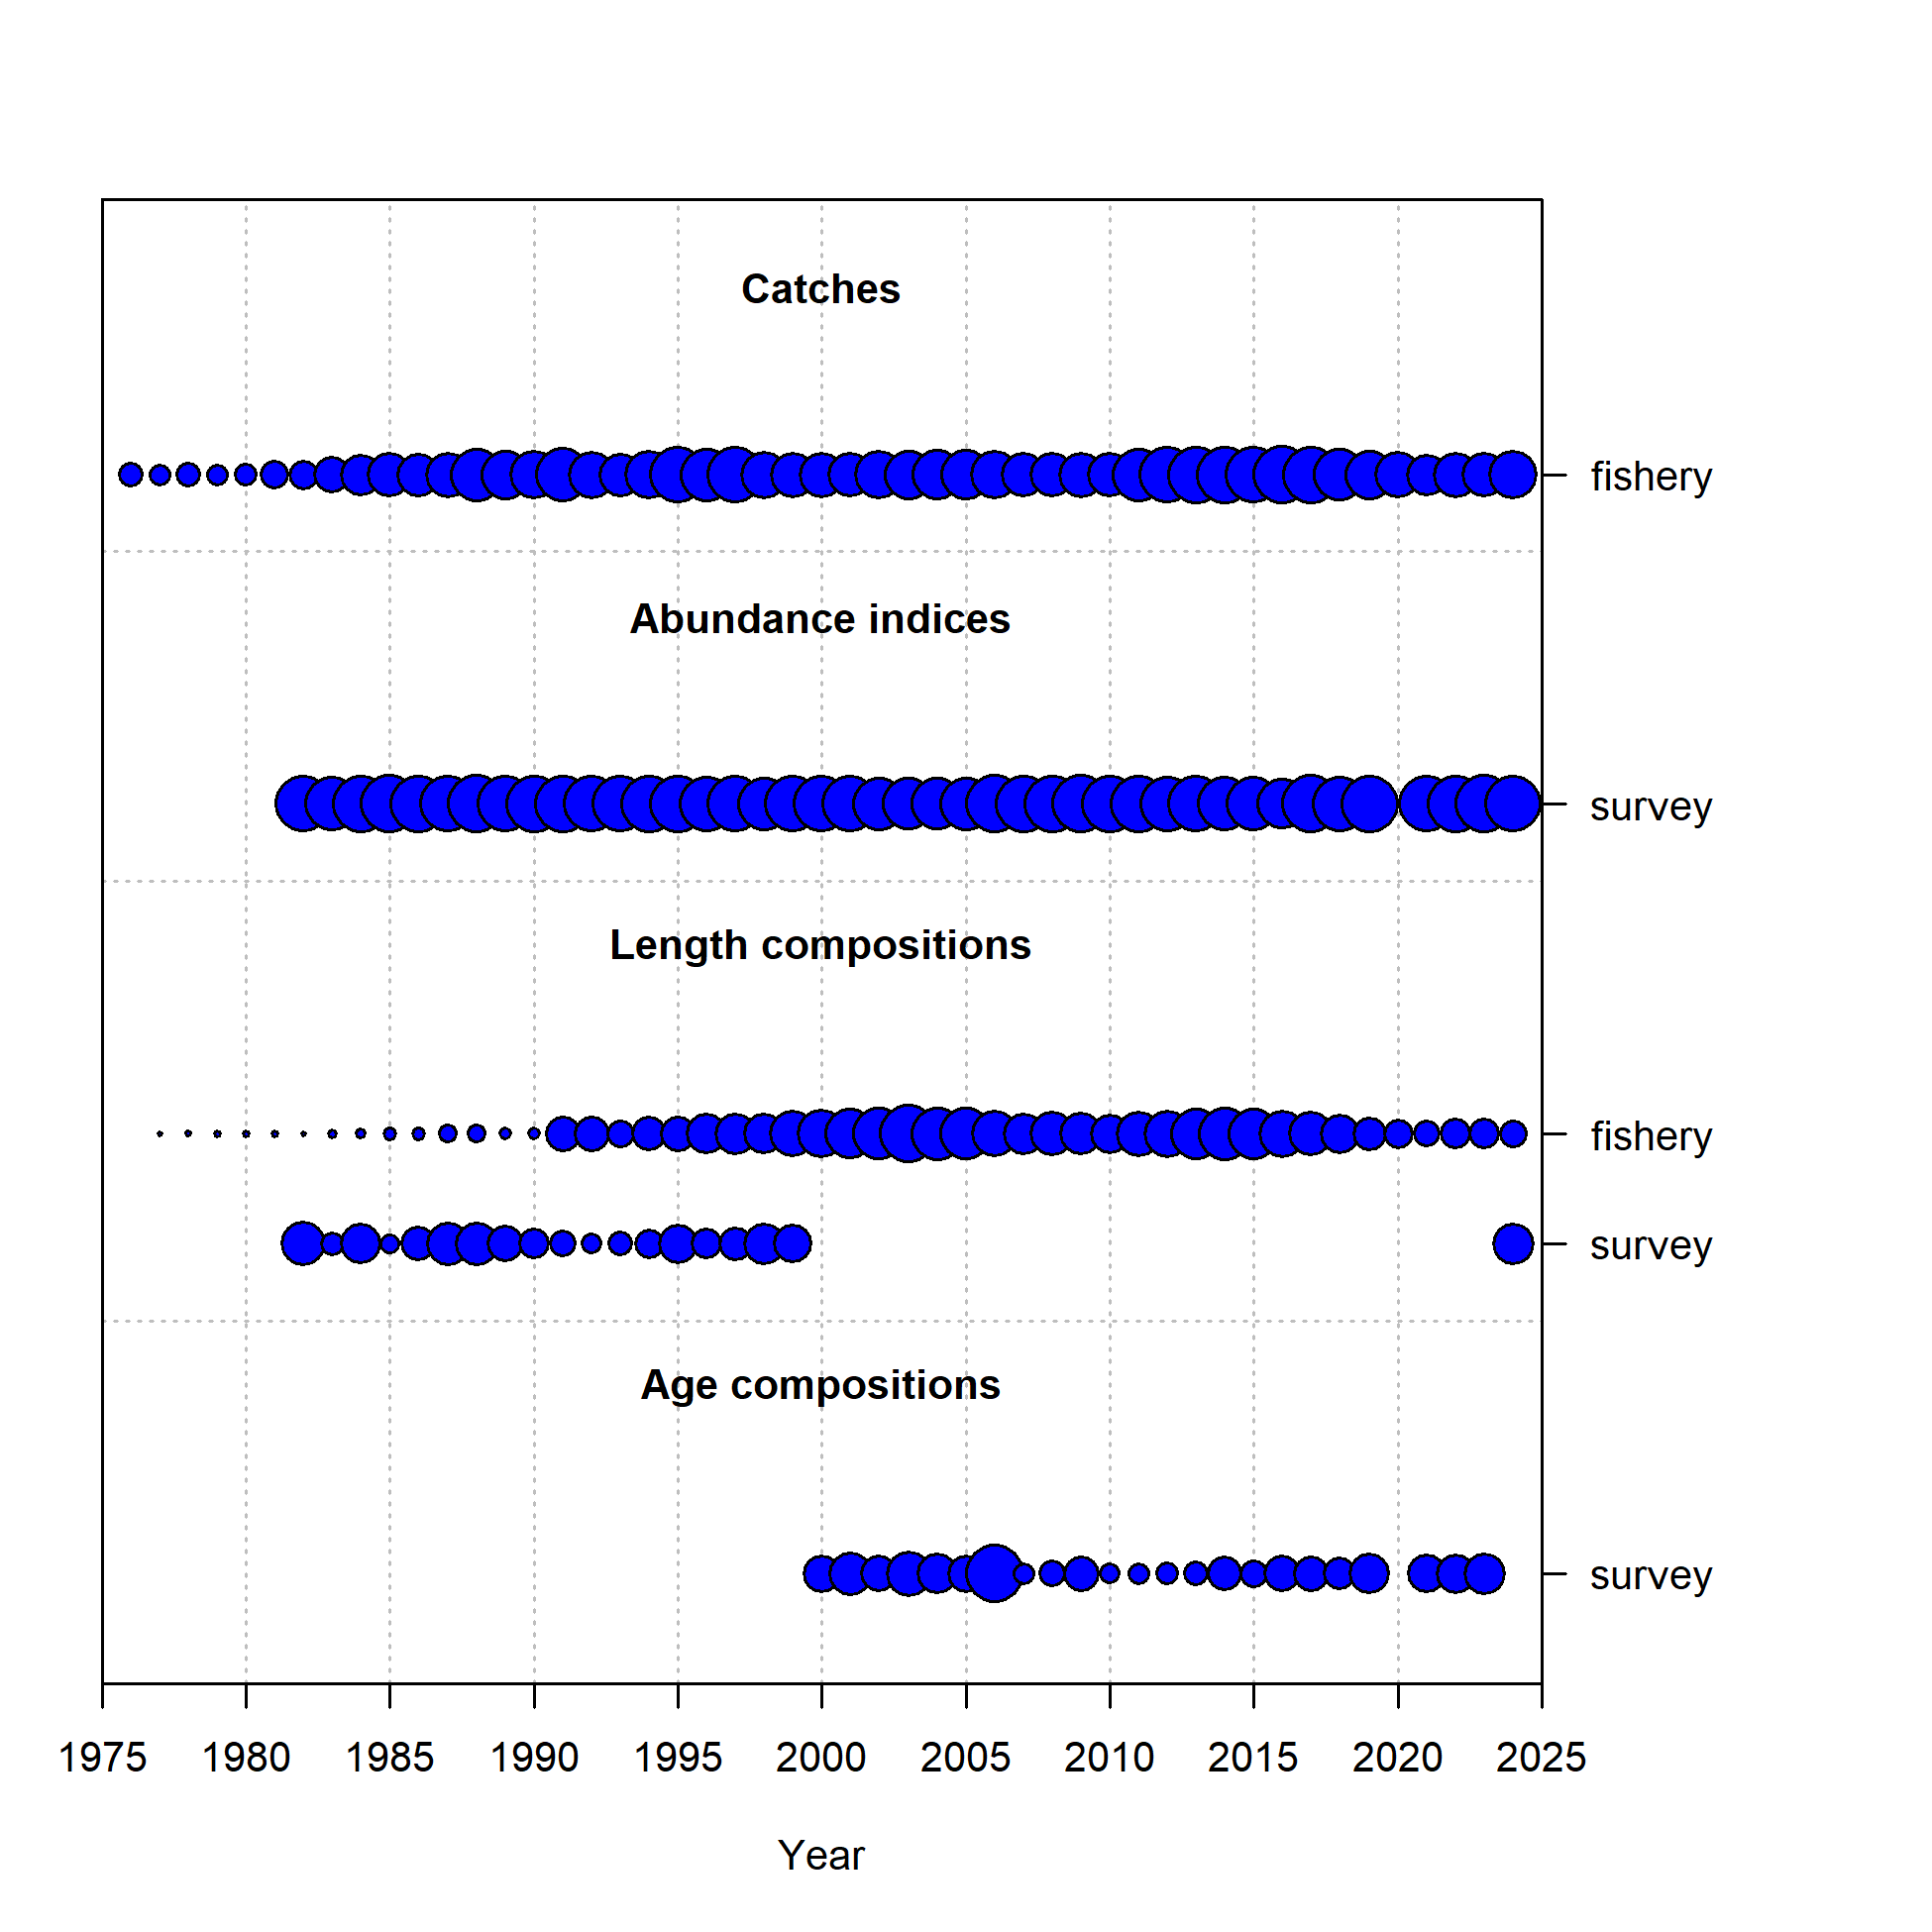 Catches
fishery
Abundance indices
survey
Length compositions
fishery
survey
Age compositions
survey
1975 1980 1985 1990 1995 2000 2005 2010 2015 2020 2025
Year